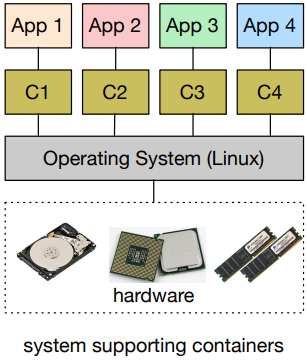 App 1 App 2 App 3 App 4
C1 C2 C3 C4
Operating System (Linux)
hardware
system supporting containers